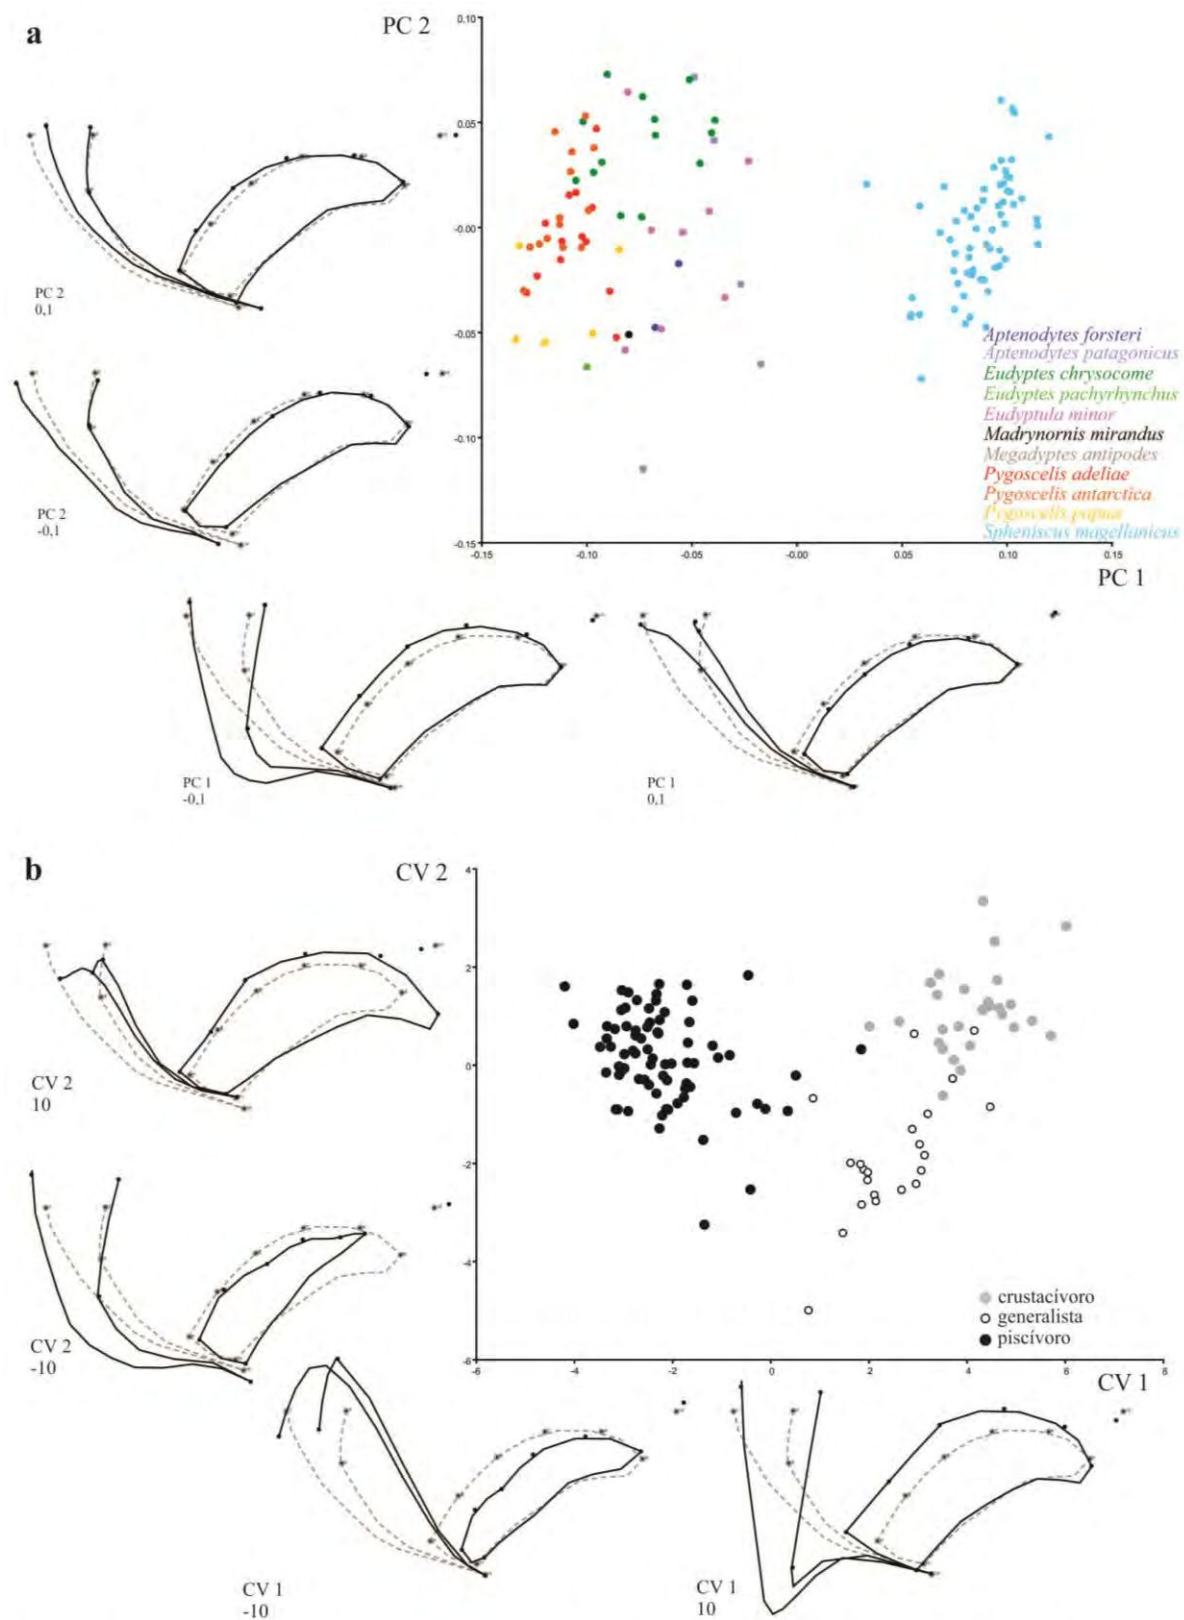 a
PC 2
0.10
0.05
-0.00
-0.05
-0.10
-0.15
-0.15
-0.10
-0.05
-0.00
0.05
0.10
0.15
PC 1
PC 2
0,1
PC 2
-0,1
Aptenodytes forsteri
Aptenodytes patagonicus
Eudyptes chrysocome
Eudyptes pachyrhynchus
Eudyptula minor
Madrynornis mirandus
Megadyptes antipodes
Pygoscelis adeliae
Pygoscelis antarctica
Pygoscelis papua
Spheniscus magellanicus
PC 1
-0,1
PC 1
0,1
b
CV 2
4
2
0
-2
-4
-6
-6
-4
-2
0
2
4
6
8
CV 1
CV 2
10
CV 2
-10
crustacívoro
generalista
piscívoro
CV 1
-10
CV 1
10